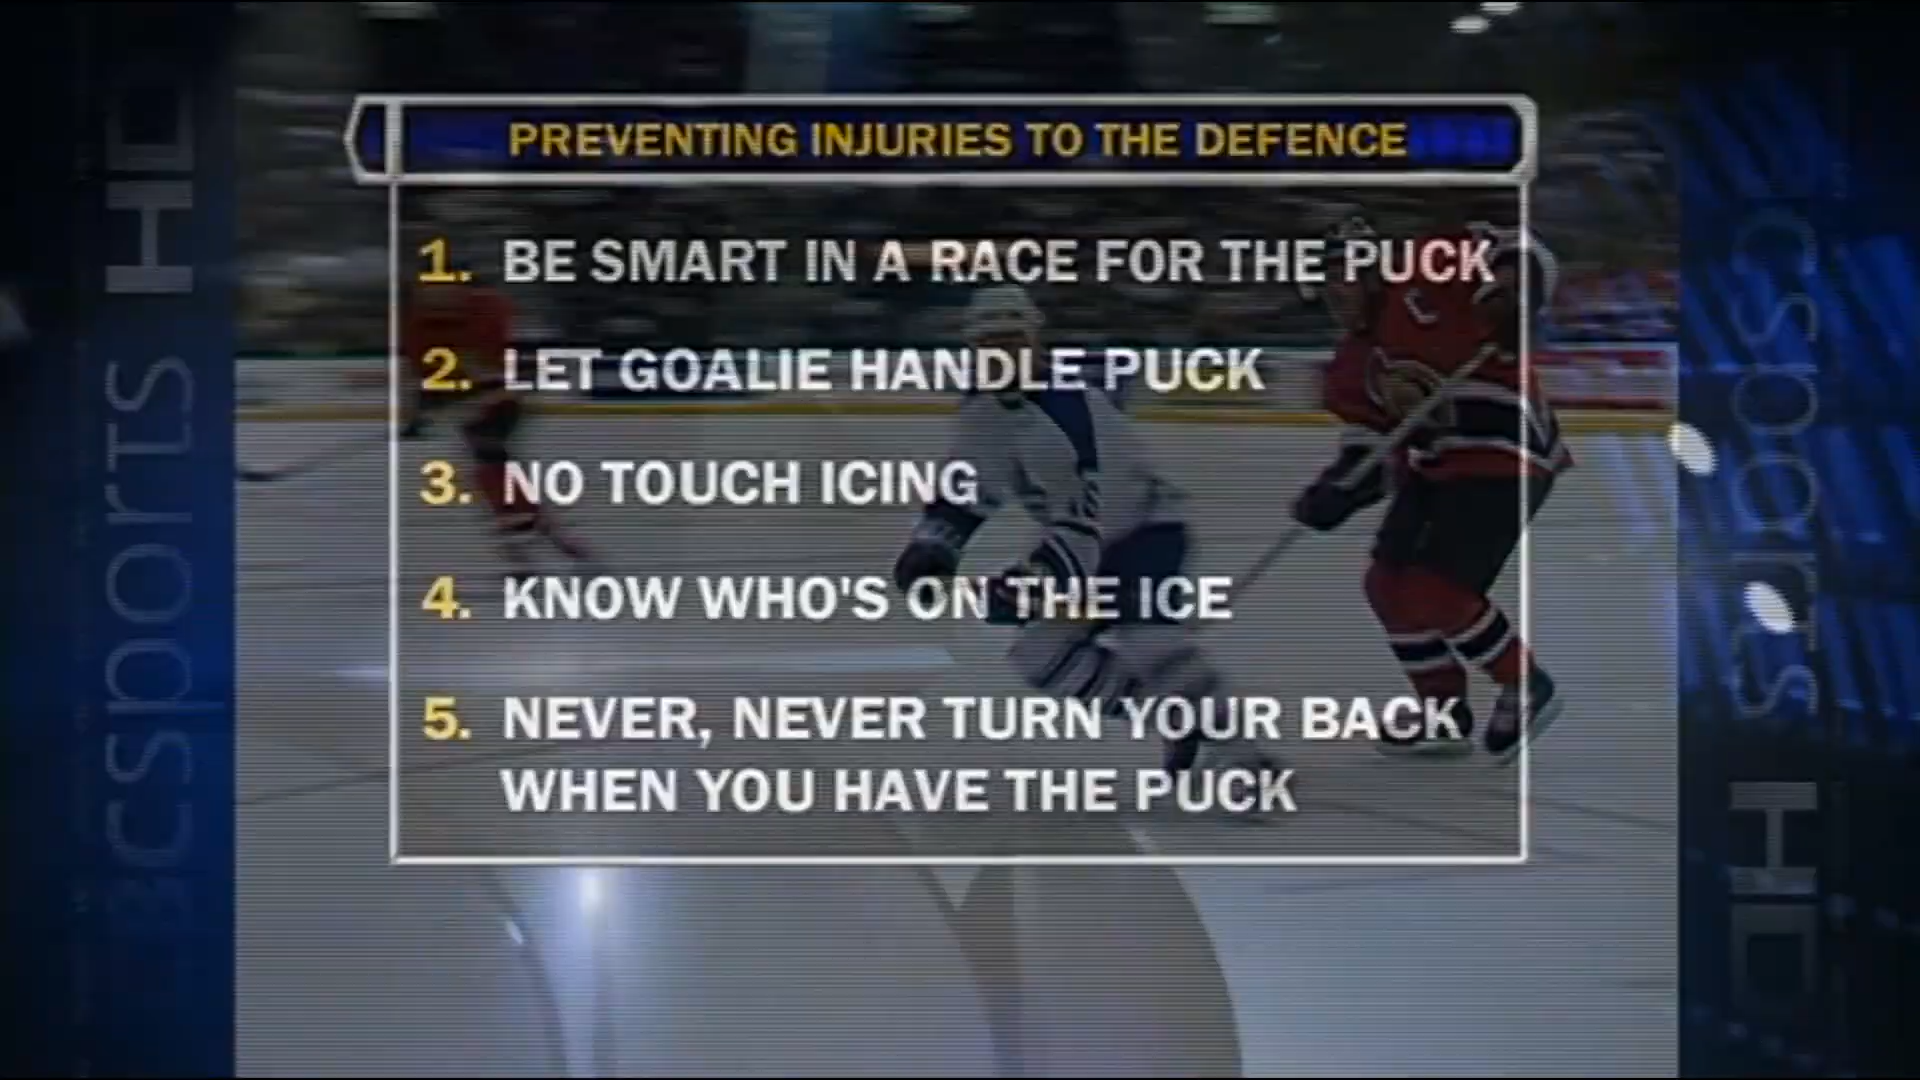 PREVENTING INJURIES TO THE DEFENCE
1. BE SMART IN A RACE FOR THE PUCK
2. LET GOALIE HANDLE PUCK
3. NO TOUCH ICING
4. KNOW WHO'S ON THE ICE
5. NEVER, NEVER TURN YOUR BACK
WHEN YOU HAVE THE PUCK
C
csports HD
csports HD